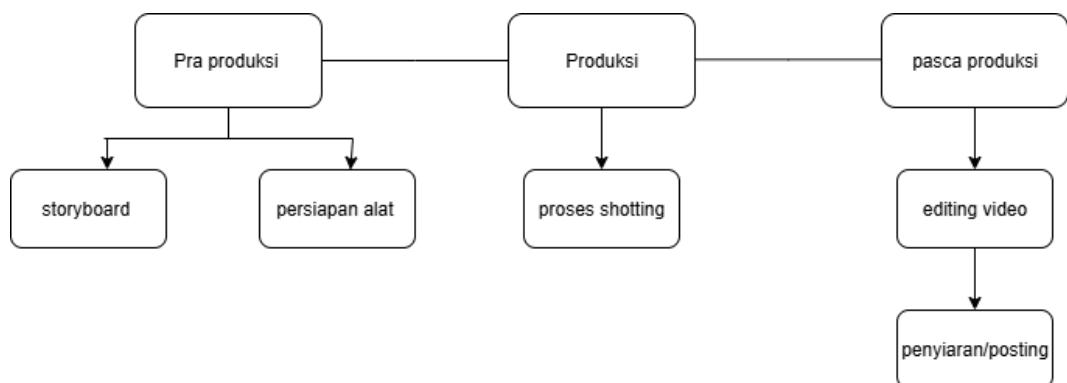 Pra produksi
Produksi
pasca produksi
storyboard
persiapan alat
proses shotting
editing video
penyiaran/posting